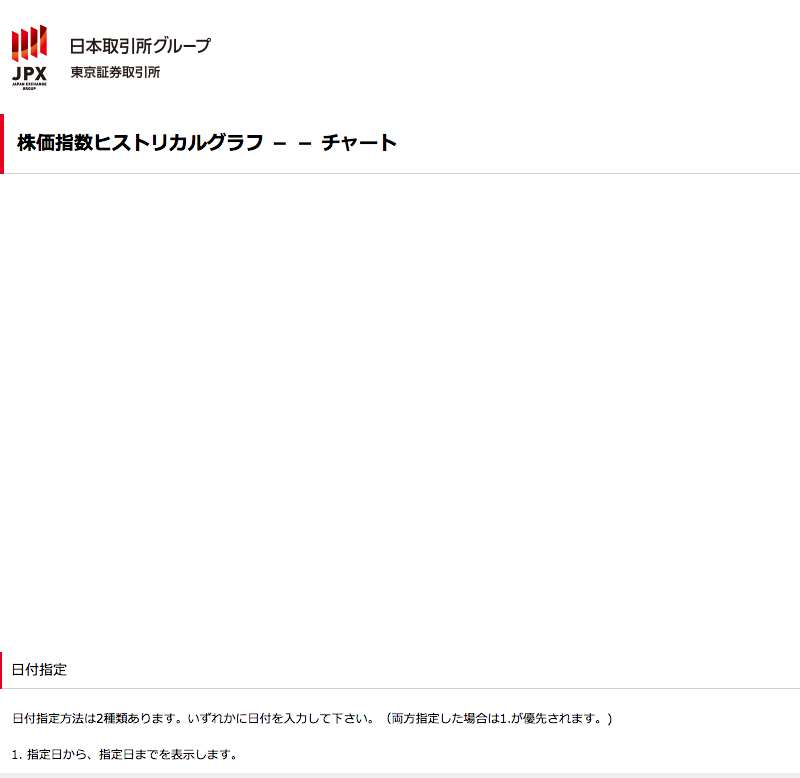 日本取引所グループ
JPX
東京証券取引所
JAPAN EXCHANGE
GROUP
株価指数ヒストリカルグラフ － － チャート
日付指定
日付指定方法は2種類あります。いずれかに日付を入力して下さい。（両方指定した場合は1.が優先されます。)
1. 指定日から、指定日までを表示します。